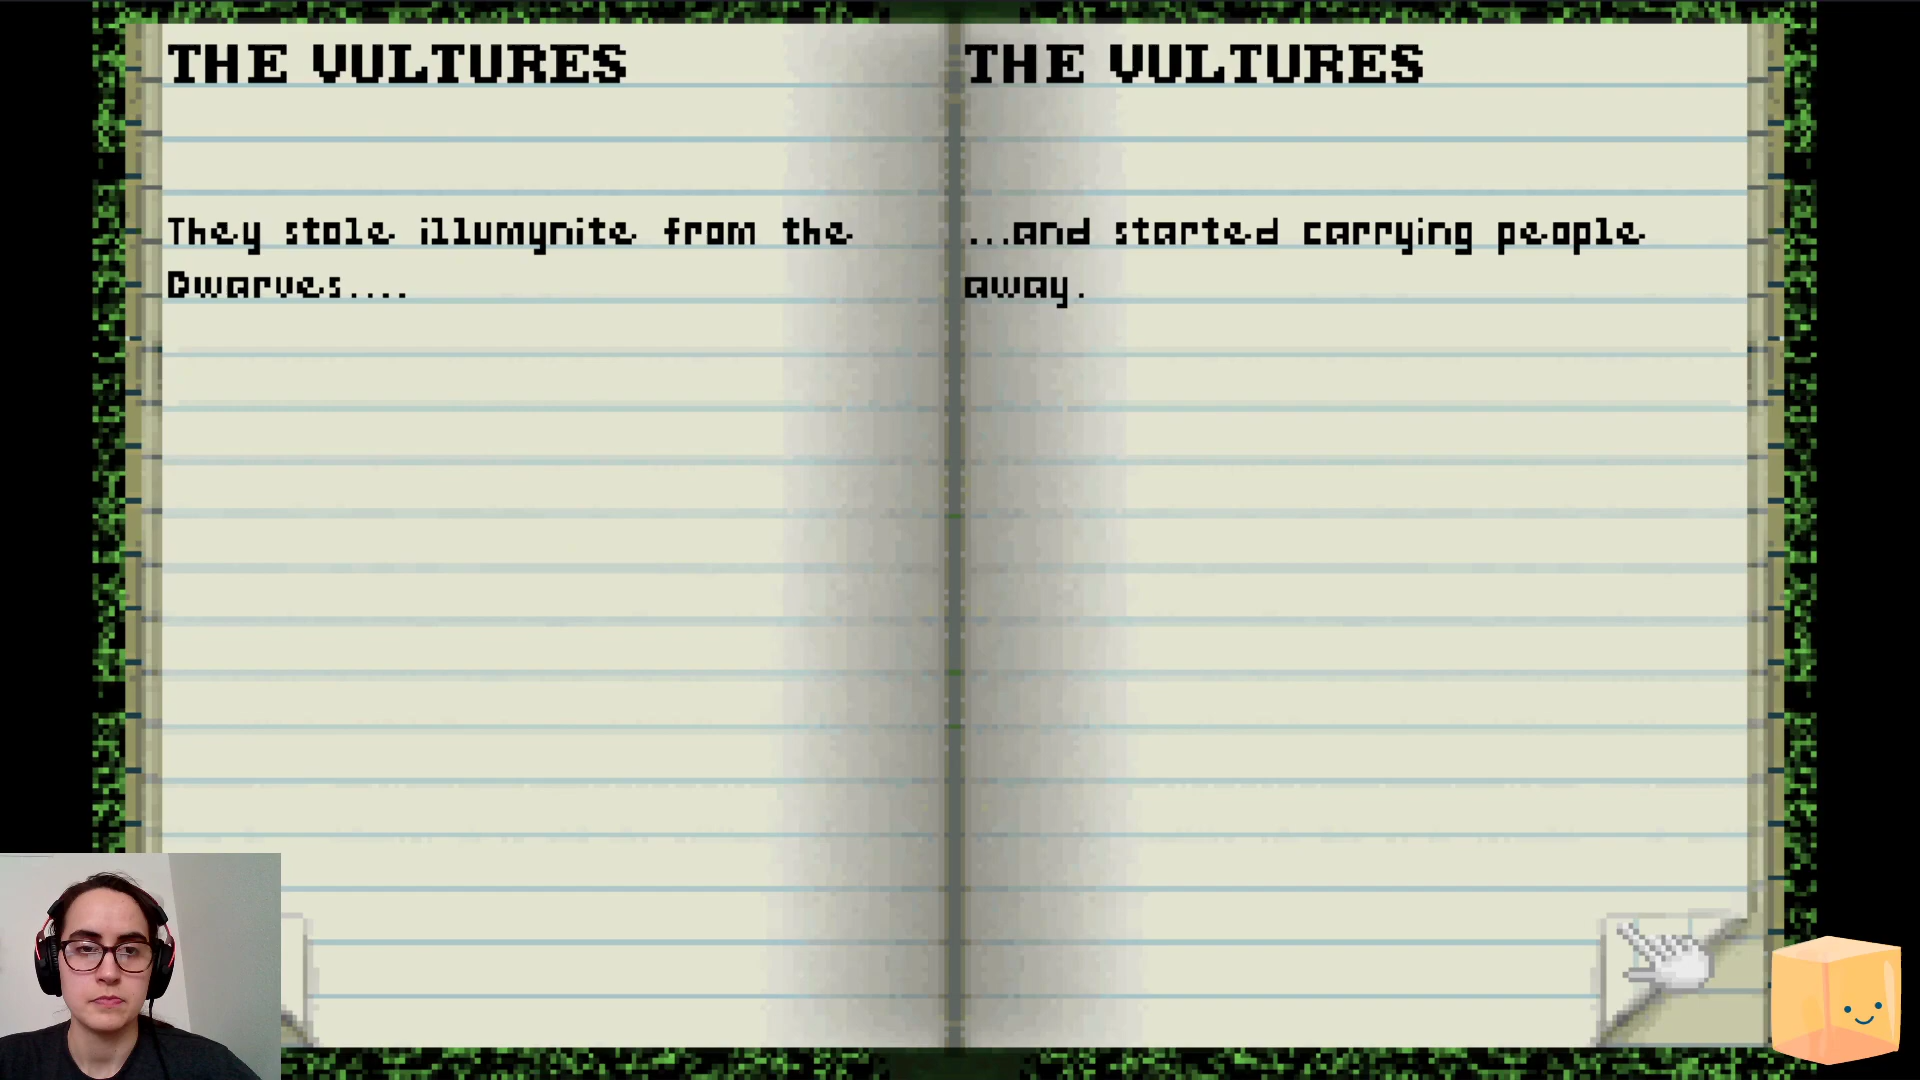 THE VULTURES
They stole illumynite from the
Dwarves....
THE VULTURES
...and started carrying people
away.